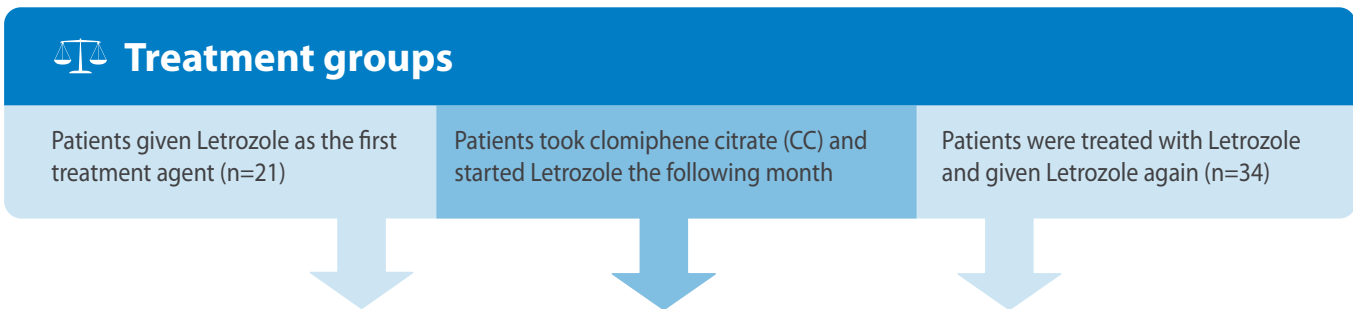 Treatment groups
Patients given Letrozole as the first
treatment agent (n=21)
Patients took clomiphene citrate (CC) and
started Letrozole the following month
Patients were treated with Letrozole
and given Letrozole again (n=34)